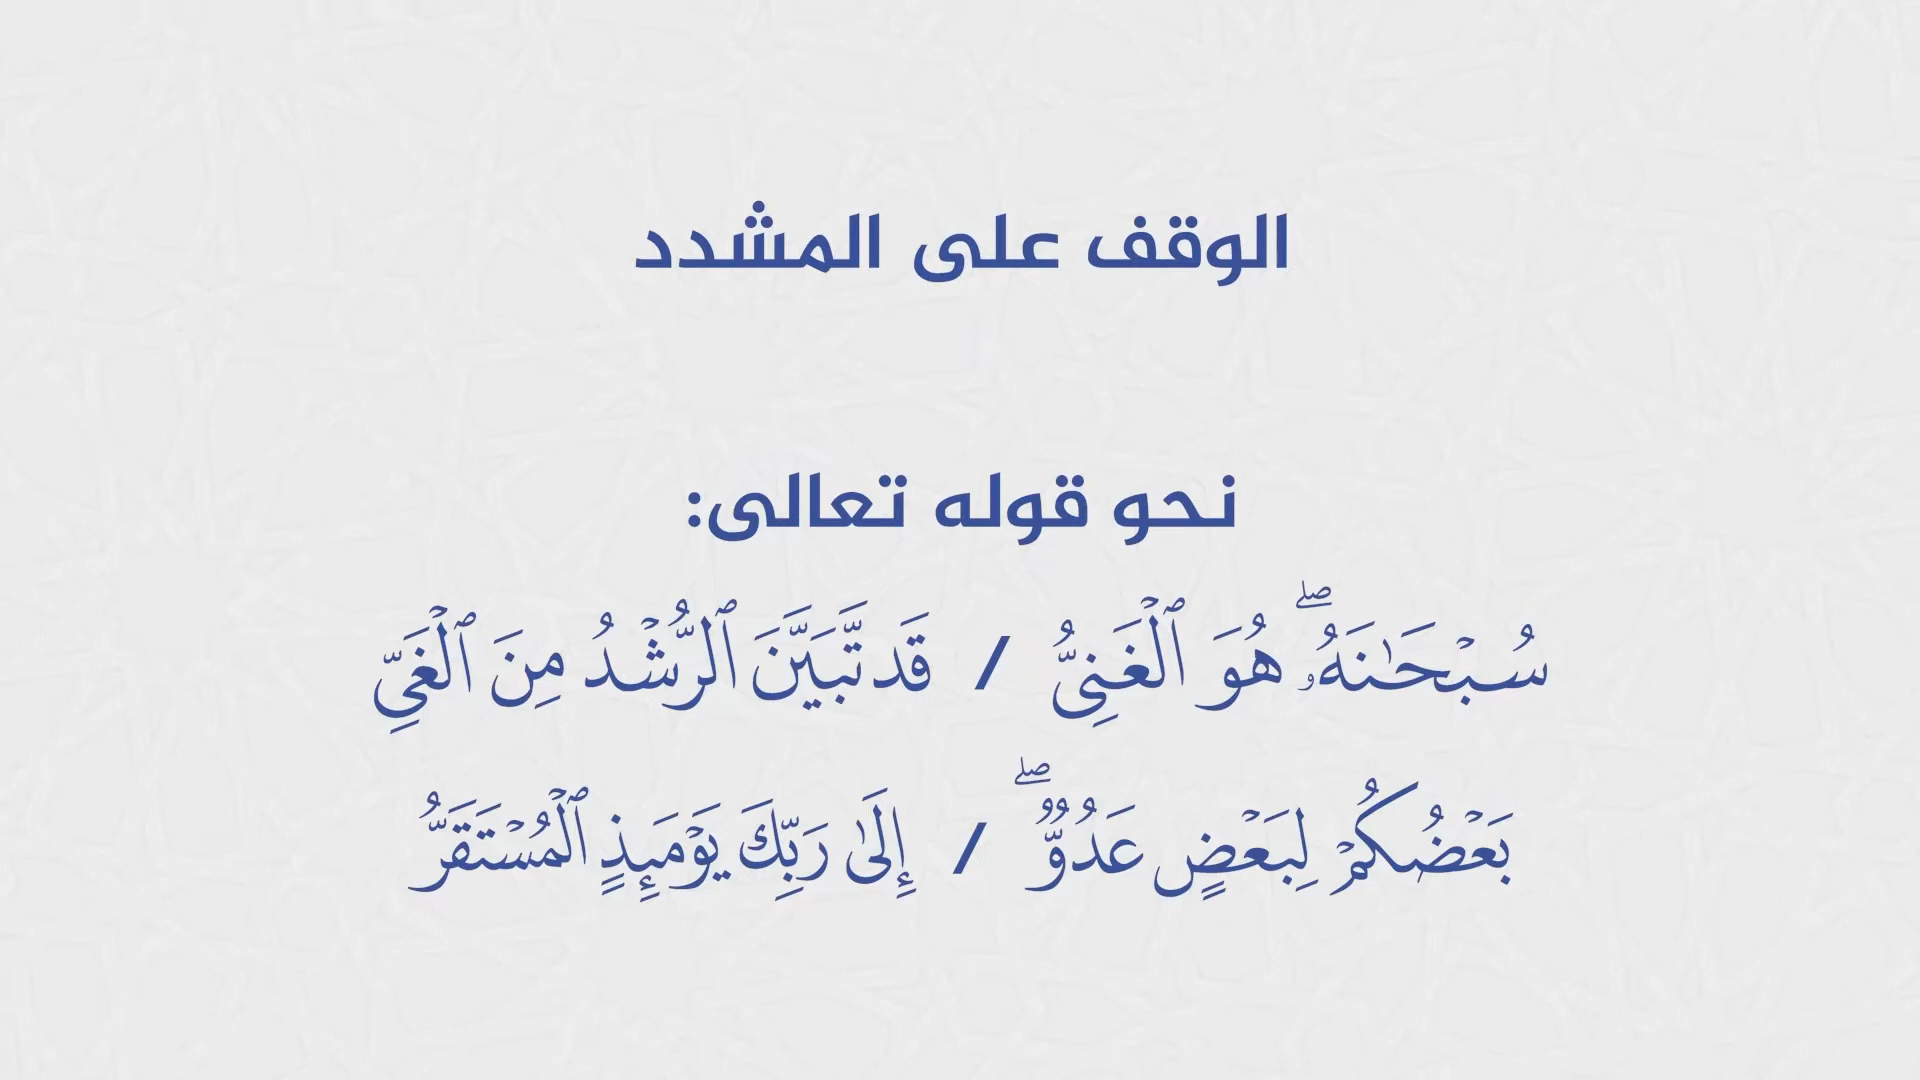 الوقف على المشدد
نحو قوله تعالى:
سُبۡحَٰنَهُۥۖ هُوَ ٱلۡغَنِيُّ / قَد تَّبَيَّنَ ٱلرُّشۡدُ مِنَ ٱلۡغَيِّ
بَعۡضُكُمۡ لِبَعۡضٍ عَدُوّٞۖ / إِلَىٰ رَبِّكَ يَوۡمَئِذٍ ٱلۡمُسۡتَقَرُّ